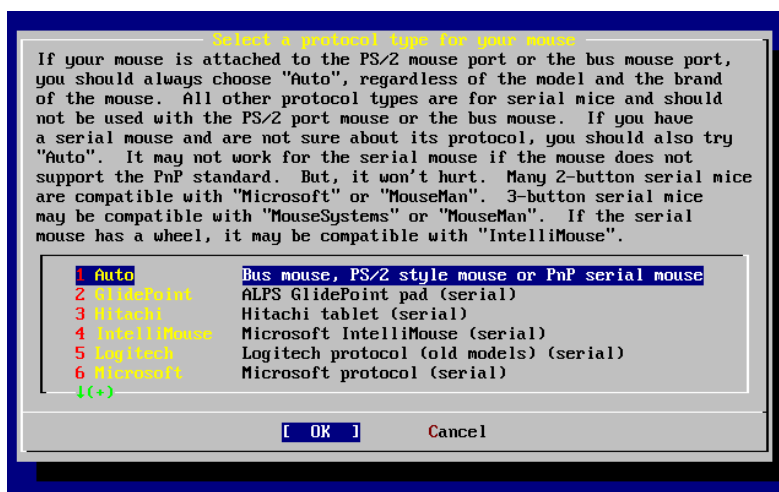 Select a protocol type for your mouse
If your mouse is attached to the PS/2 mouse port or the bus mouse port,
you should always choose "Auto", regardless of the model and the brand
of the mouse.  All other protocol types are for serial mice and should
not be used with the PS/2 port mouse or the bus mouse.  If you have
a serial mouse and are not sure about its protocol, you should also try
"Auto".  It may not work for the serial mouse if the mouse does not
support the PnP standard.  But, it won't hurt.  Many 2-button serial mice
are compatible with "Microsoft" or "MouseMan".  3-button serial mice
may be compatible with "MouseSystems" or "MouseMan".  If the serial
mouse has a wheel, it may be compatible with "IntelliMouse".
1 Auto Bus mouse, PS/2 style mouse or PnP serial mouse
2 GlidePoint ALPS GlidePoint pad (serial)
3 Hitachi Hitachi tablet (serial)
4 IntelliMouse Microsoft IntelliMouse (serial)
5 Logitech Logitech protocol (old models) (serial)
6 Microsoft Microsoft protocol (serial)
↓(+)
[ OK ] Cancel